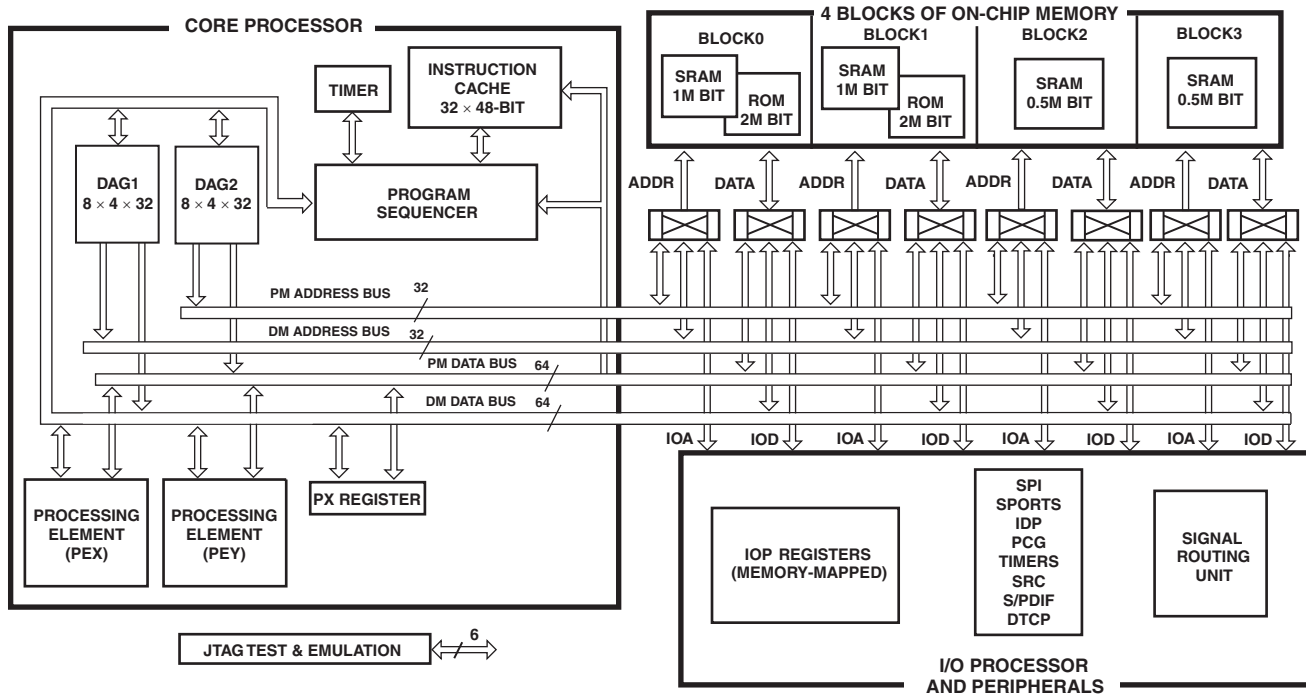 CORE PROCESSOR
TIMER
INSTRUCTION
CACHE
32 × 48-BIT
DAG1
8 × 4 × 32
DAG2
8 × 4 × 32
PROGRAM
SEQUENCER
PM ADDRESS BUS
32
DM ADDRESS BUS
32
PM DATA BUS
64
DM DATA BUS
64
PROCESSING
ELEMENT
(PEX)
PROCESSING
ELEMENT
(PEY)
PX REGISTER
JTAG TEST & EMULATION
6
4 BLOCKS OF ON-CHIP MEMORY
BLOCK0
SRAM
1M BIT
ROM
2M BIT
BLOCK1
SRAM
1M BIT
ROM
2M BIT
BLOCK2
SRAM
0.5M BIT
BLOCK3
SRAM
0.5M BIT
ADDR
DATA
ADDR
DATA
ADDR
DATA
ADDR
DATA
IOA
IOD
IOA
IOD
IOA
IOD
IOA
IOD
IOP REGISTERS
(MEMORY-MAPPED)
SPI
SPORTS
IDP
PCG
TIMERS
SRC
S/PDIF
DTCP
SIGNAL
ROUTING
UNIT
I/O PROCESSOR
AND PERIPHERALS